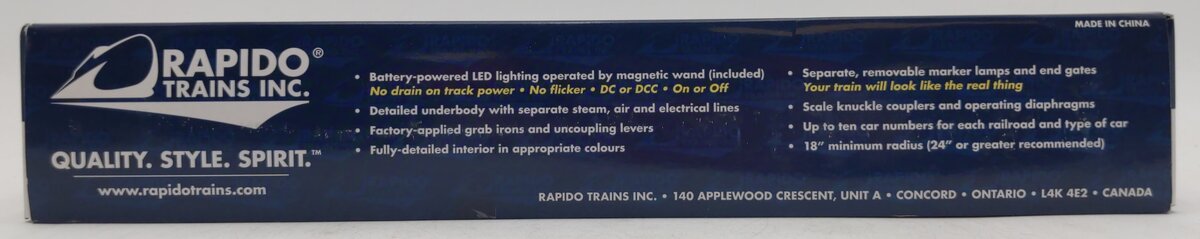 MADE IN CHINA
RAPIDO®
TRAINS INC.
QUALITY. STYLE. SPIRIT.™
www.rapidotrains.com
• Battery-powered LED lighting operated by magnetic wand (included)
No drain on track power • No flicker • DC or DCC • On or Off
• Detailed underbody with separate steam, air and electrical lines
• Factory-applied grab irons and uncoupling levers
• Fully-detailed interior in appropriate colours
• Separate, removable marker lamps and end gates
Your train will look like the real thing
• Scale knuckle couplers and operating diaphragms
• Up to ten car numbers for each railroad and type of car
• 18" minimum radius (24" or greater recommended)
RAPIDO TRAINS INC. • 140 APPLEWOOD CRESCENT, UNIT A • CONCORD • ONTARIO • L4K 4E2 • CANADA